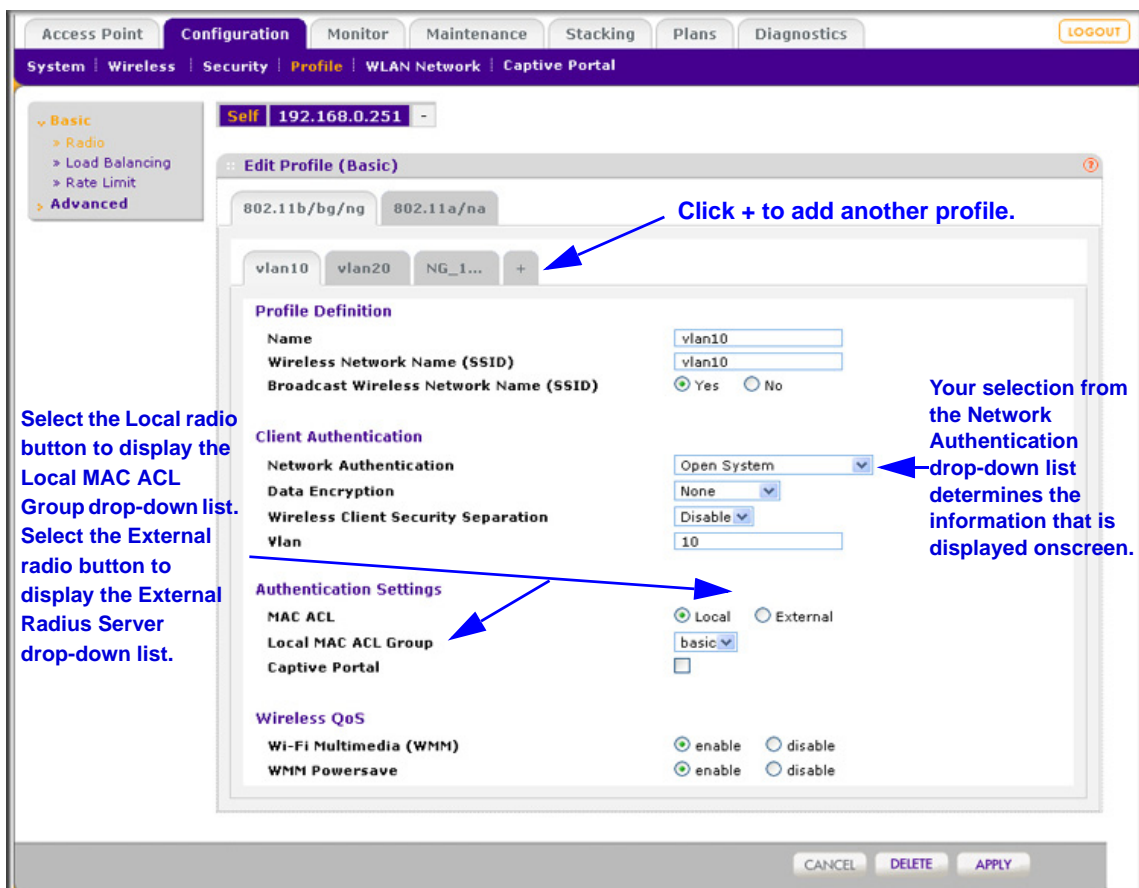 Access Point Configuration Monitor Maintenance Stacking Plans Diagnostics LOGOUT
System Wireless Security Profile WLAN Network Captive Portal
Basic
» Radio
» Load Balancing
» Rate Limit
Advanced
Self 192.168.0.251 -
Edit Profile (Basic) ?
802.11b/bg/ng 802.11a/na
Click + to add another profile.
vlan10 vlan20 NG_1... +
Profile Definition
Name vlan10
Wireless Network Name (SSID) vlan10
Broadcast Wireless Network Name (SSID) Yes No
Client Authentication
Network Authentication Open System
Data Encryption None
Wireless Client Security Separation Disable
Vlan 10
Authentication Settings
MAC ACL Local External
Local MAC ACL Group basic
Captive Portal
Wireless QoS
Wi-Fi Multimedia (WMM) enable disable
WMM Powersave enable disable
Select the Local radio
button to display the
Local MAC ACL
Group drop-down list.
Select the External
radio button to
display the External
Radius Server
drop-down list.
Your selection from
the Network
Authentication
drop-down list
determines the
information that is
displayed onscreen.
CANCEL DELETE APPLY